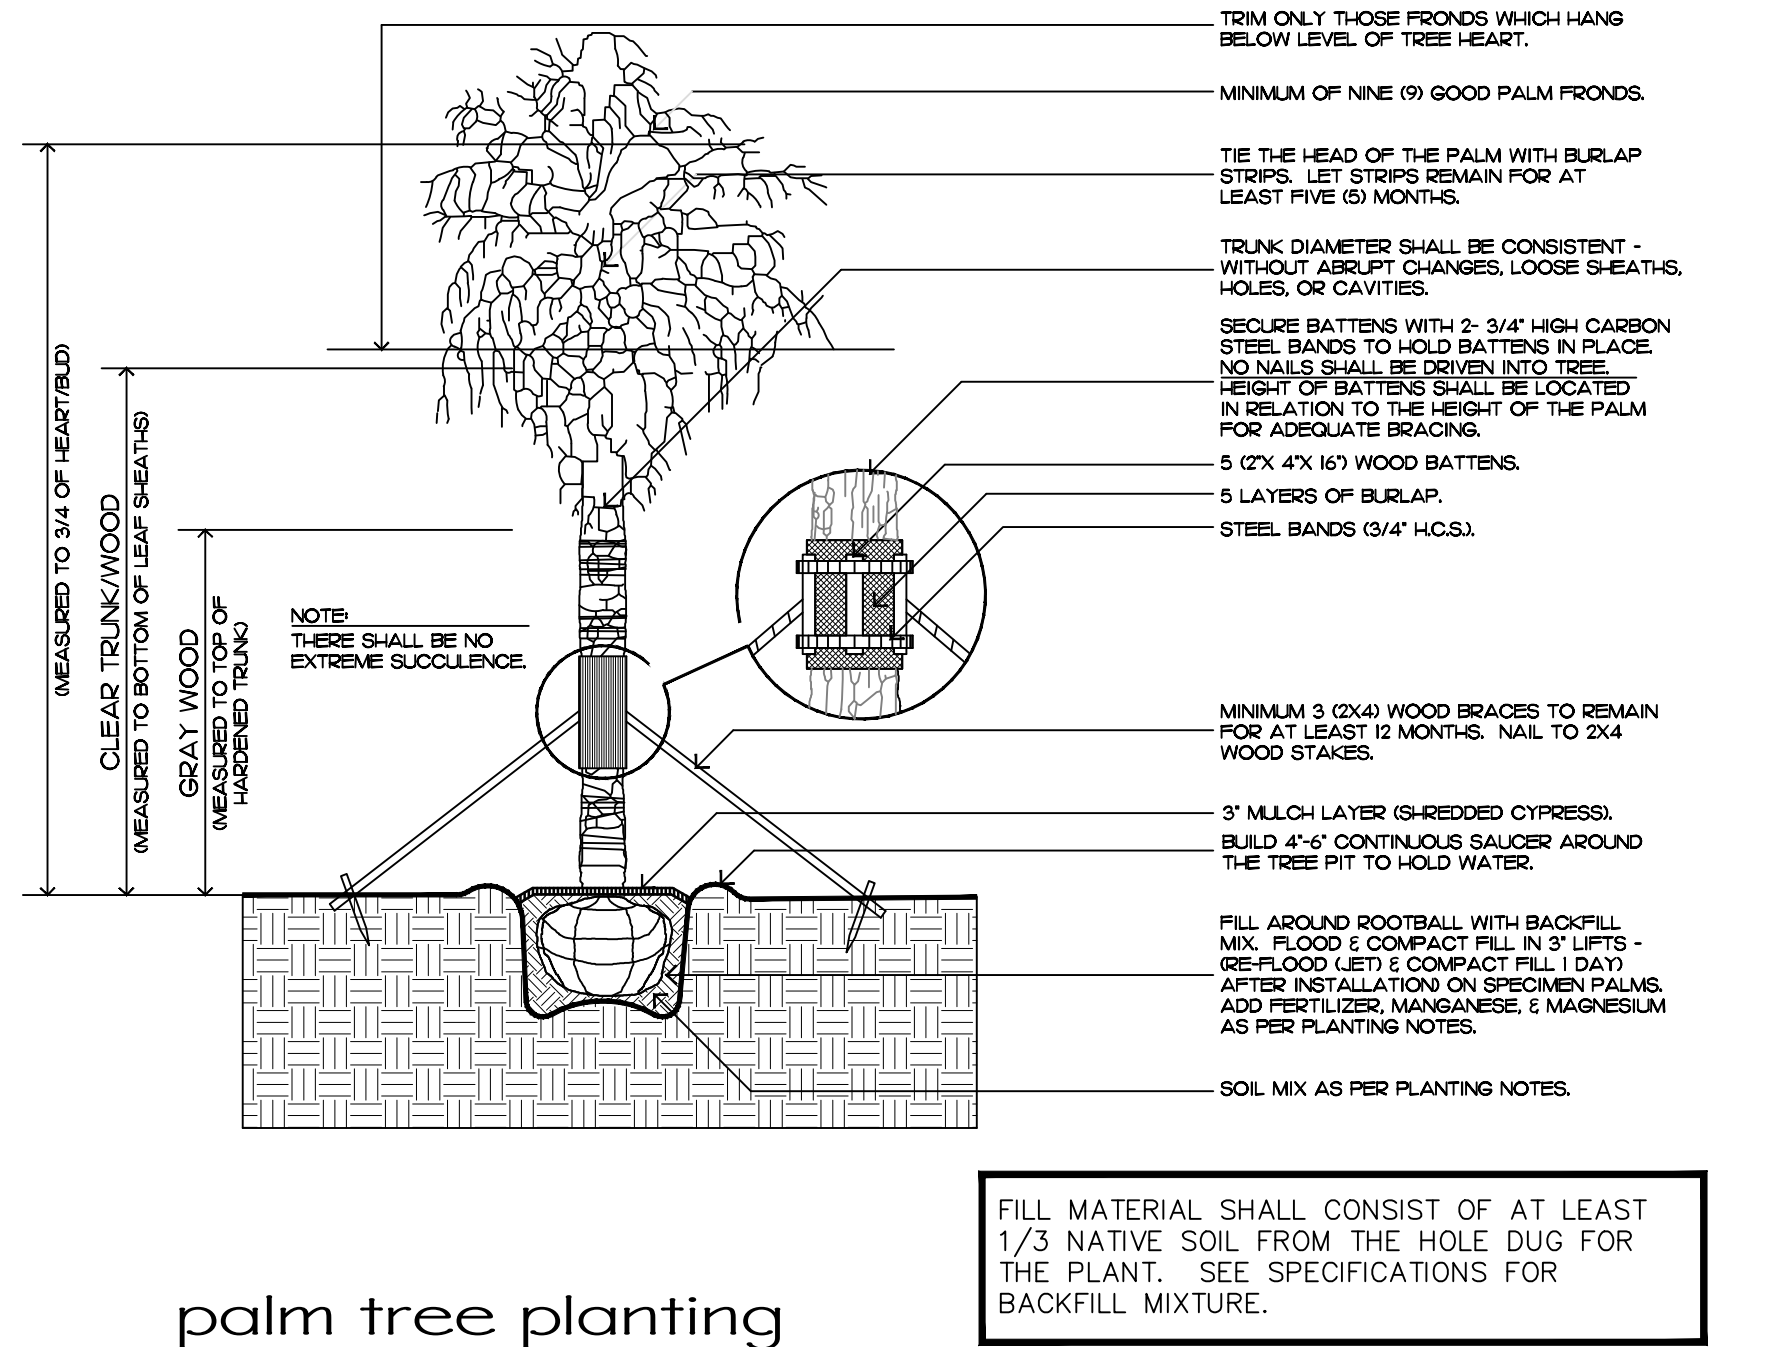 TRIM ONLY THOSE FRONDS WHICH HANG
BELOW LEVEL OF TREE HEART.
MINIMUM OF NINE (9) GOOD PALM FRONDS.
TIE THE HEAD OF THE PALM WITH BURLAP
STRIPS. LET STRIPS REMAIN FOR AT
LEAST FIVE (5) MONTHS.
TRUNK DIAMETER SHALL BE CONSISTENT -
WITHOUT ABRUPT CHANGES, LOOSE SHEATHS,
HOLES, OR CAVITIES.
SECURE BATTENS WITH 2- 3/4" HIGH CARBON
STEEL BANDS TO HOLD BATTENS IN PLACE.
NO NAILS SHALL BE DRIVEN INTO TREE.
HEIGHT OF BATTENS SHALL BE LOCATED
IN RELATION TO THE HEIGHT OF THE PALM
FOR ADEQUATE BRACING.
5 (2"X 4"X 16") WOOD BATTENS.
5 LAYERS OF BURLAP.
STEEL BANDS (3/4" H.C.S.).
(MEASURED TO 3/4 OF HEART/BUD)
CLEAR TRUNK/WOOD
(MEASURED TO BOTTOM OF LEAF SHEATHS)
GRAY WOOD
(MEASURED TO TOP OF
HARDENED TRUNK)
NOTE:
THERE SHALL BE NO
EXTREME SUCCULENCE.
MINIMUM 3 (2X4) WOOD BRACES TO REMAIN
FOR AT LEAST 12 MONTHS. NAIL TO 2X4
WOOD STAKES.
3" MULCH LAYER (SHREDDED CYPRESS).
BUILD 4"-6" CONTINUOUS SAUCER AROUND
THE TREE PIT TO HOLD WATER.
FILL AROUND ROOTBALL WITH BACKFILL
MIX. FLOOD & COMPACT FILL IN 3" LIFTS -
(RE-FLOOD (JET) & COMPACT FILL 1 DAY)
AFTER INSTALLATION) ON SPECIMEN PALMS.
ADD FERTILIZER, MANGANESE, & MAGNESIUM
AS PER PLANTING NOTES.
SOIL MIX AS PER PLANTING NOTES.
FILL MATERIAL SHALL CONSIST OF AT LEAST
1/3 NATIVE SOIL FROM THE HOLE DUG FOR
THE PLANT. SEE SPECIFICATIONS FOR
BACKFILL MIXTURE.
palm tree planting